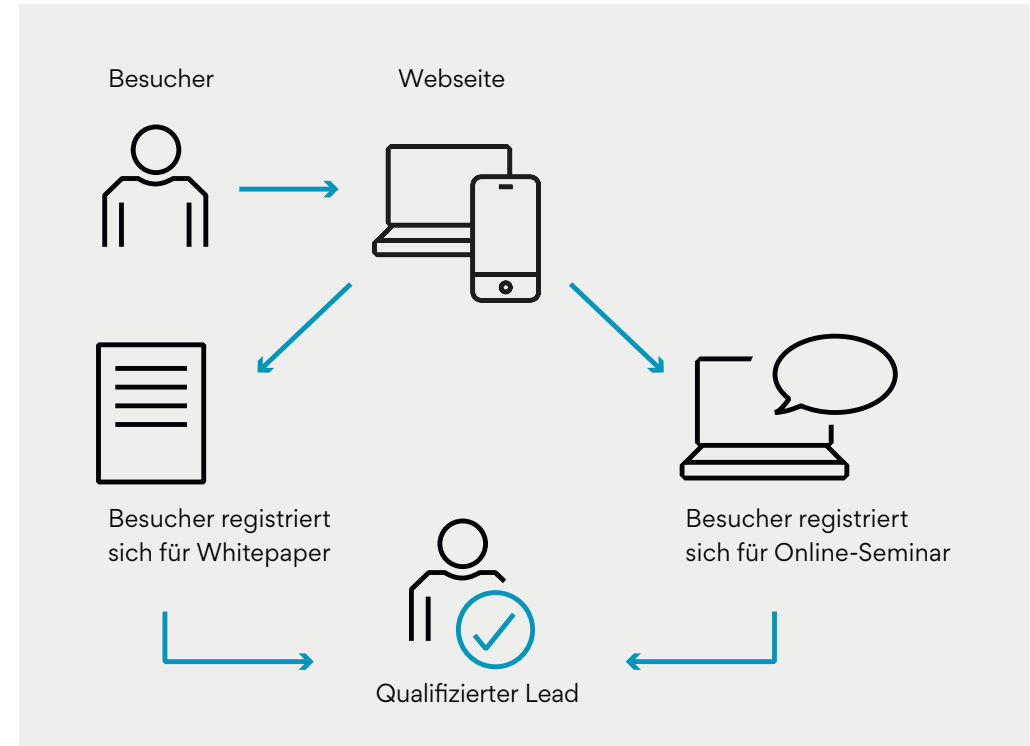 Besucher
Webseite
Besucher registriert
sich für Whitepaper
Besucher registriert
sich für Online-Seminar
Qualifizierter Lead